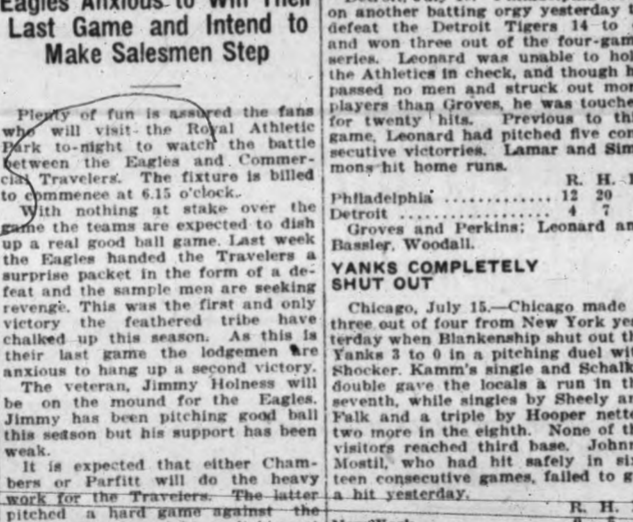 Eagles Anxious to Win Their
Last Game and Intend to
Make Salesmen Step
Plenty of fun is assured the fans
who will visit the Royal Athletic
Park to-night to watch the battle
between the Eagles and Commer-
cial Travelers. The fixture is billed
to commence at 6.15 o'clock.
With nothing at stake over the
game the teams are expected to dish
up a real good ball game. Last week
the Eagles handed the Travelers a
surprise packet in the form of a de-
feat and the sample men are seeking
revenge. This was the first and only
victory the feathered tribe have
chalked up this season. As this is
their last game the lodgemen are
anxious to hang up a second victory.
The veteran, Jimmy Holness will
be on the mound for the Eagles.
Jimmy has been pitching good ball
this season but his support has been
weak.
It is expected that either Cham-
bers or Parfitt will do the heavy
work for the Travelers. The latter
pitched a hard game against the
on another batting orgy yesterday
defeat the Detroit Tigers 14 to
and won three out of the four-gam
series. Leonard was unable to hol
the Athletics in check, and though h
passed no men and struck out mor
players than Groves, he was touche
for twenty hits. Previous to thi
game, Leonard had pitched five con
secutive victorries. Lamar and Sim
mons hit home runs.
R. H.
Philadelphia ............. 12 20
Detroit .................. 4 7
Groves and Perkins; Leonard an
Bassler, Woodall.
YANKS COMPLETELY
SHUT OUT
Chicago, July 15.—Chicago made
three out of four from New York yes
terday when Blankenship shut out th
Yanks 3 to 0 in a pitching duel wit
Shocker. Kamm's single and Schalk
double gave the locals a run in th
seventh, while singles by Sheely an
Falk and a triple by Hooper nette
two more in the eighth. None of th
visitors reached third base. Johnn
Mostil, who had hit safely in six
teen consecutive games, failed to g
a hit yesterday.
R. H.